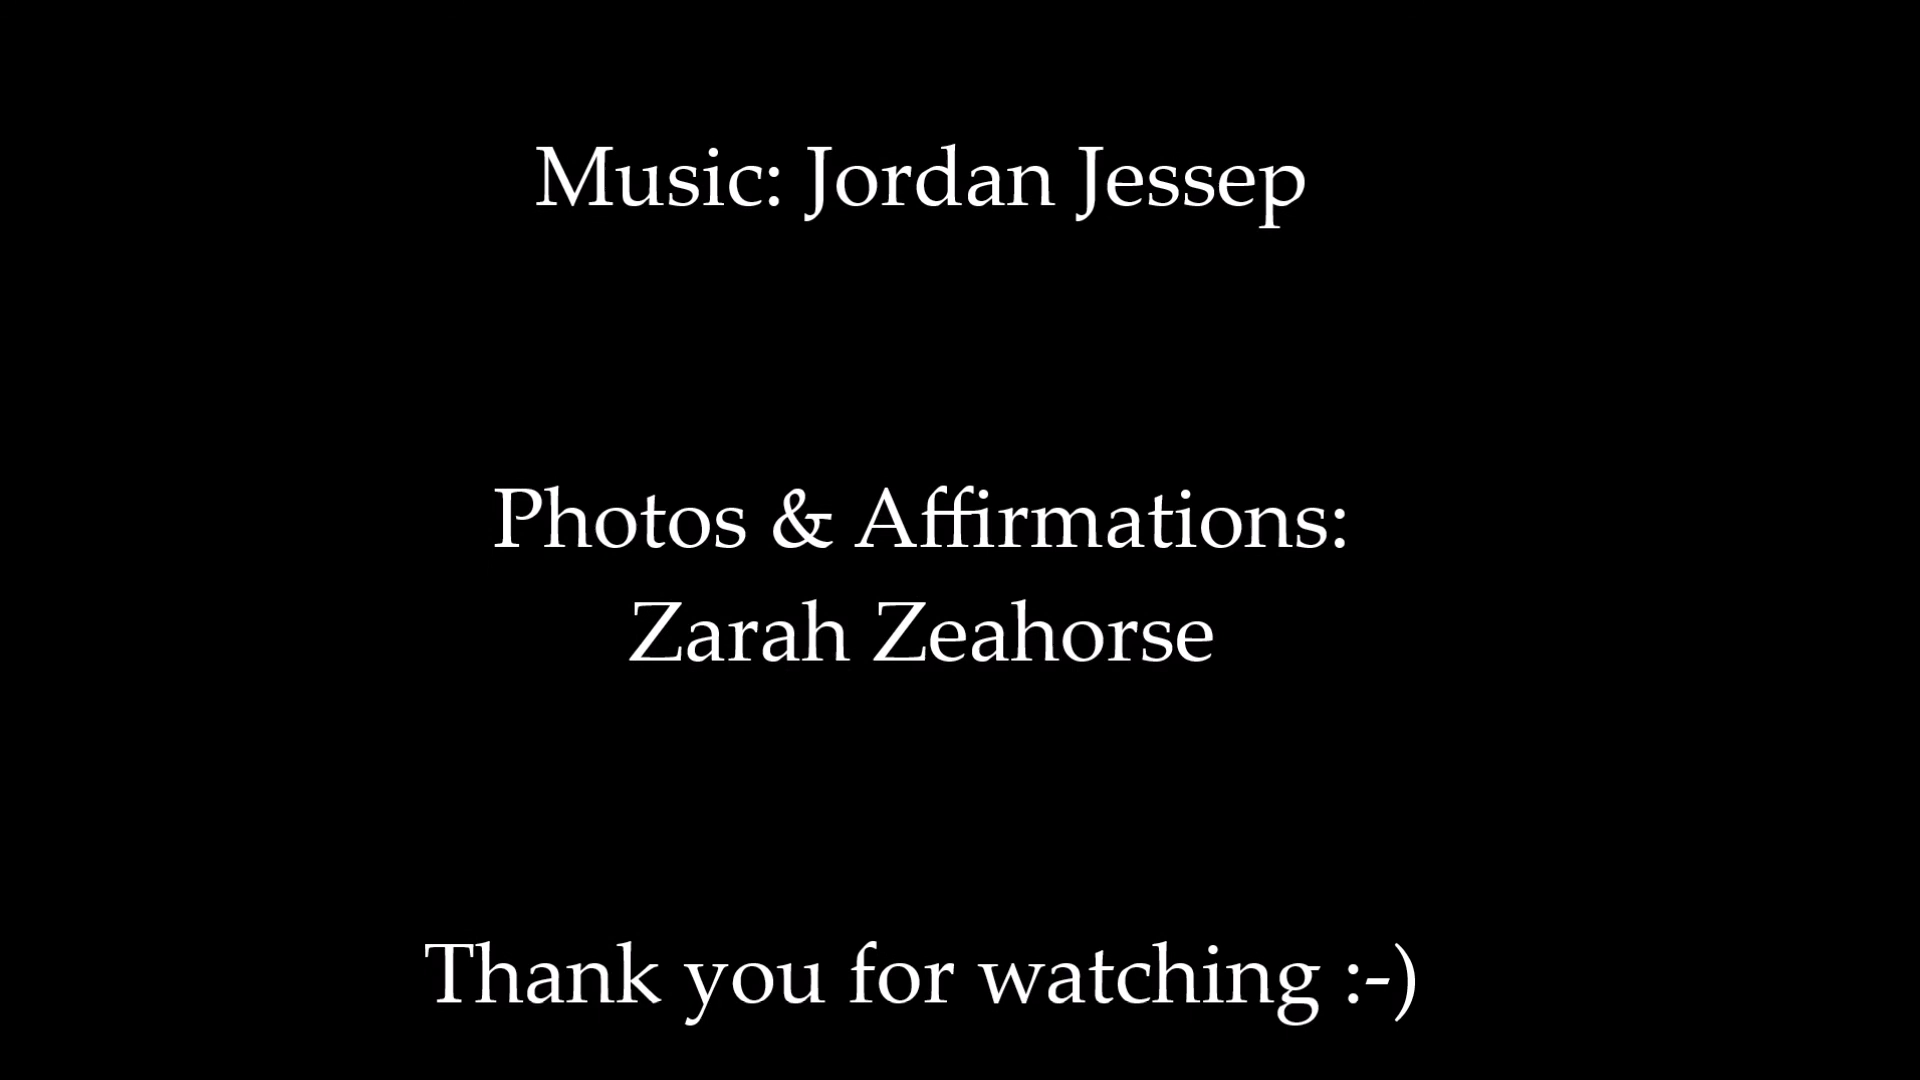 Music: Jordan Jessep
Photos & Affirmations:
Zarah Zeahorse
Thank you for watching :-)